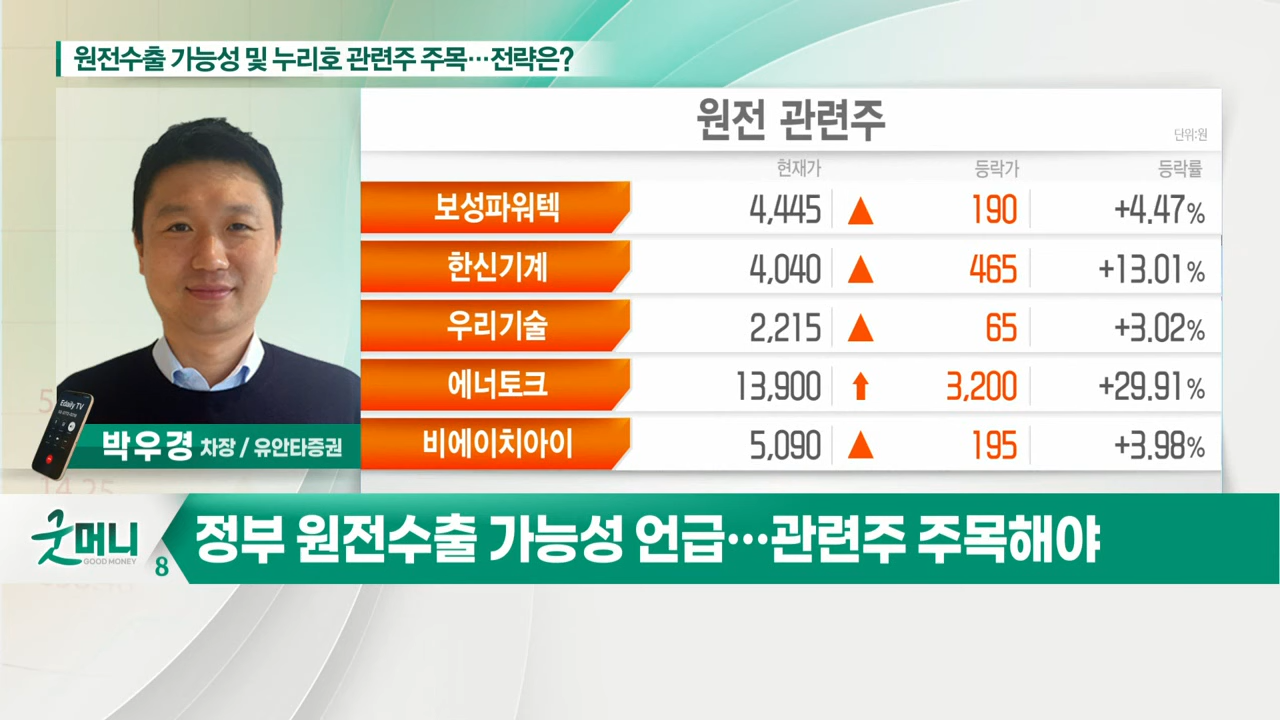 원전수출 가능성 및 누리호 관련주 주목…전략은?
원전 관련주
단위:원
현재가 등락가 등락률
보성파워텍 4,445 ▲ 190 +4.47%
한신기계 4,040 ▲ 465 +13.01%
우리기술 2,215 ▲ 65 +3.02%
에너토크 13,900 ⬆ 3,200 +29.91%
비에이치아이 5,090 ▲ 195 +3.98%
Edaily TV
박우경 차장 / 유안타증권
14.25
굿머니
GOOD MONEY
8
정부 원전수출 가능성 언급…관련주 주목해야